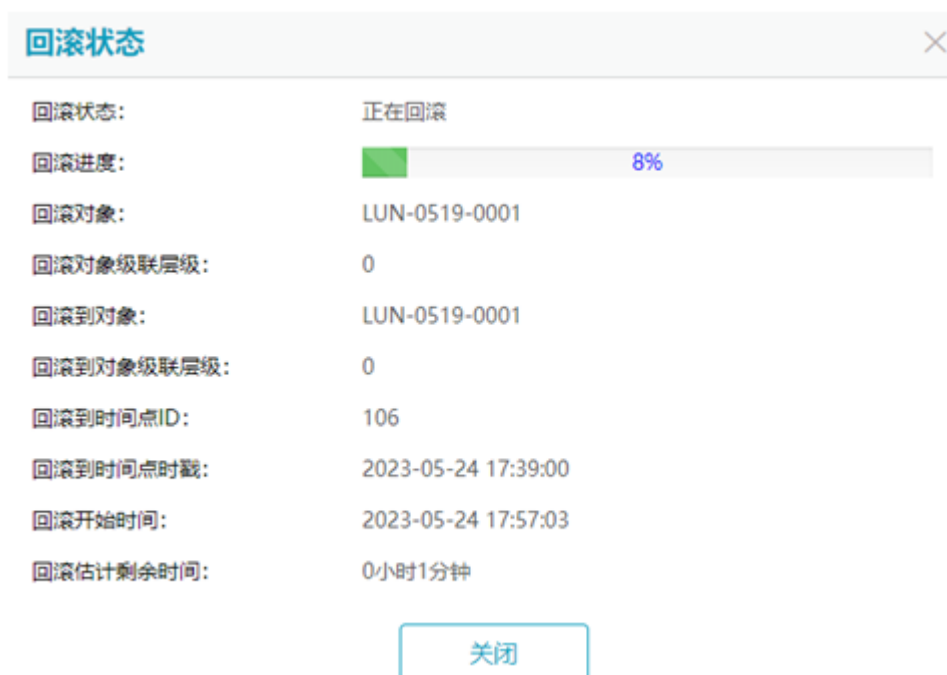 回滚状态
回滚状态： 正在回滚
回滚进度： 8%
回滚对象： LUN-0519-0001
回滚对象级联层级： 0
回滚到对象： LUN-0519-0001
回滚到对象级联层级： 0
回滚到时间点ID： 106
回滚到时间点时戳： 2023-05-24 17:39:00
回滚开始时间： 2023-05-24 17:57:03
回滚估计剩余时间： 0小时1分钟
关闭